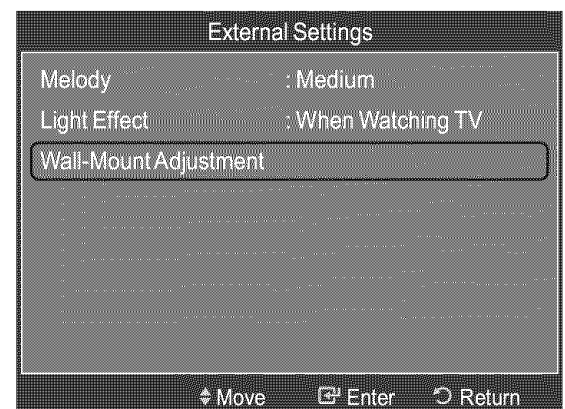 External Settings
Melody : Medium
Light Effect : When Watching TV
Wall-Mount Adjustment
Move Enter Return